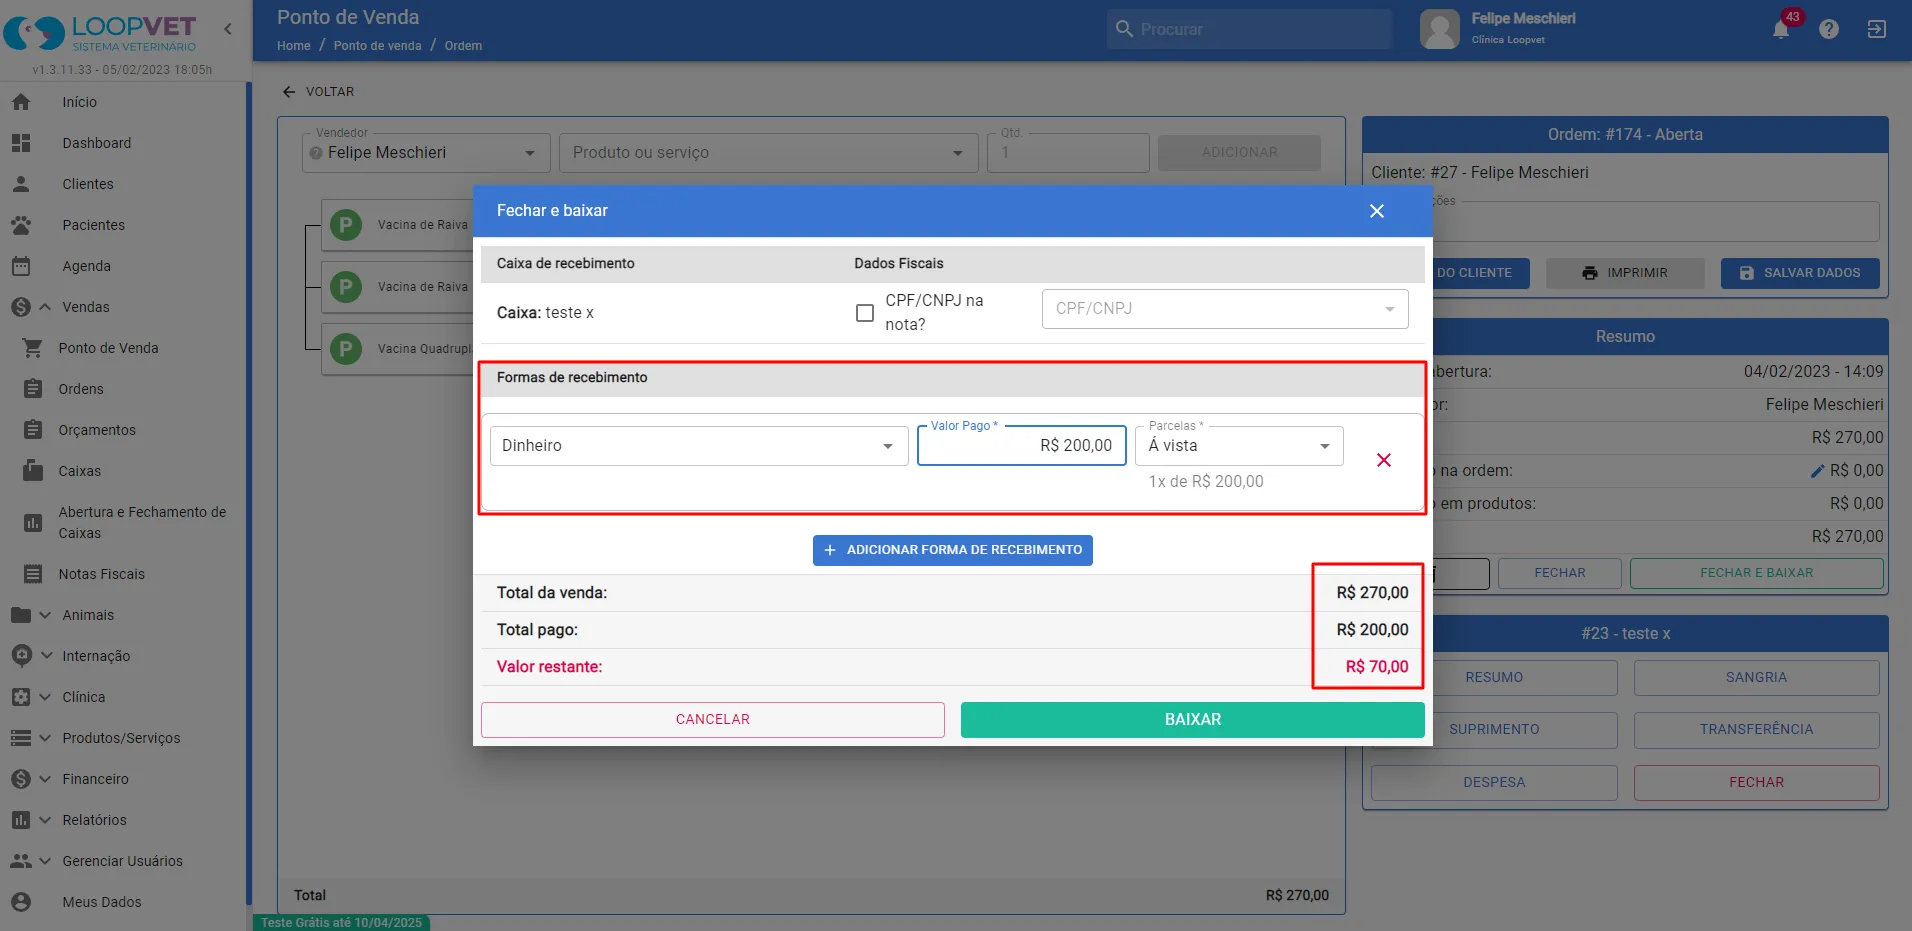 LOOPVET
SISTEMA VETERINÁRIO
v1.3.11.33 - 05/02/2023 18:05h
Início
Dashboard
Clientes
Pacientes
Agenda
Vendas
Ponto de Venda
Ordens
Orçamentos
Caixas
Abertura e Fechamento de
Caixas
Notas Fiscais
Animais
Internação
Clínica
Produtos/Serviços
Financeiro
Relatórios
Gerenciar Usuários
Meus Dados
Ponto de Venda
Home / Ponto de venda / Ordem
Procurar
Felipe Meschieri
Clínica Loopvet
43
VOLTAR
Vendedor
Felipe Meschieri
Produto ou serviço
Qtd.
1
ADICIONAR
P Vacina de Raiva
P Vacina de Raiva
P Vacina Quadrupl
Total R$ 270,00
Teste Grátis até 10/04/2025
Fechar e baixar
Caixa de recebimento Dados Fiscais
Caixa: teste x
CPF/CNPJ na
nota?
CPF/CNPJ
Formas de recebimento
Dinheiro
Valor Pago *
R$ 200,00
Parcelas *
Á vista
1x de R$ 200,00
+ ADICIONAR FORMA DE RECEBIMENTO
Total da venda: R$ 270,00
Total pago: R$ 200,00
Valor restante: R$ 70,00
CANCELAR
BAIXAR
Ordem: #174 - Aberta
Cliente: #27 - Felipe Meschieri
ções
DO CLIENTE
IMPRIMIR
SALVAR DADOS
Resumo
bertura: 04/02/2023 - 14:09
or: Felipe Meschieri
R$ 270,00
o na ordem: R$ 0,00
o em produtos: R$ 0,00
R$ 270,00
FECHAR
FECHAR E BAIXAR
#23 - teste x
RESUMO
SANGRIA
SUPRIMENTO
TRANSFERÊNCIA
DESPESA
FECHAR